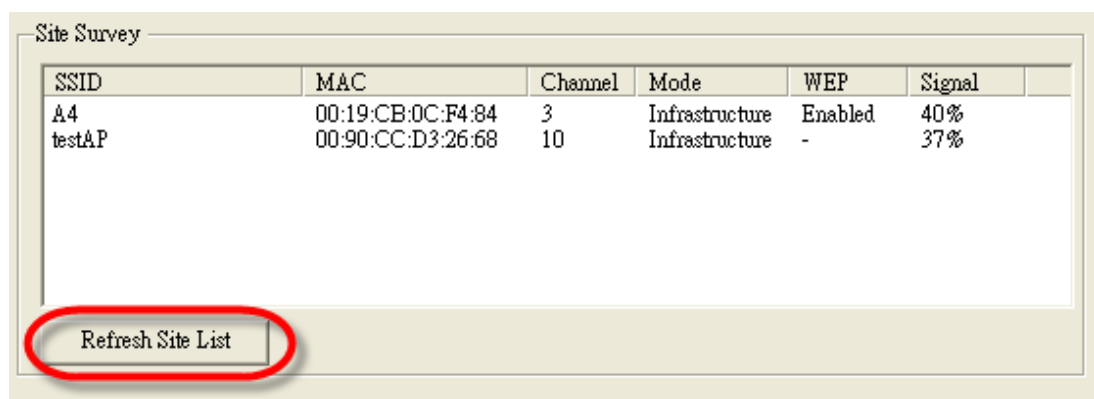 Site Survey
SSID MAC Channel Mode WEP Signal
A4 00:19:CB:0C:F4:84 3 Infrastructure Enabled 40%
testAP 00:90:CC:D3:26:68 10 Infrastructure - 37%
Refresh Site List